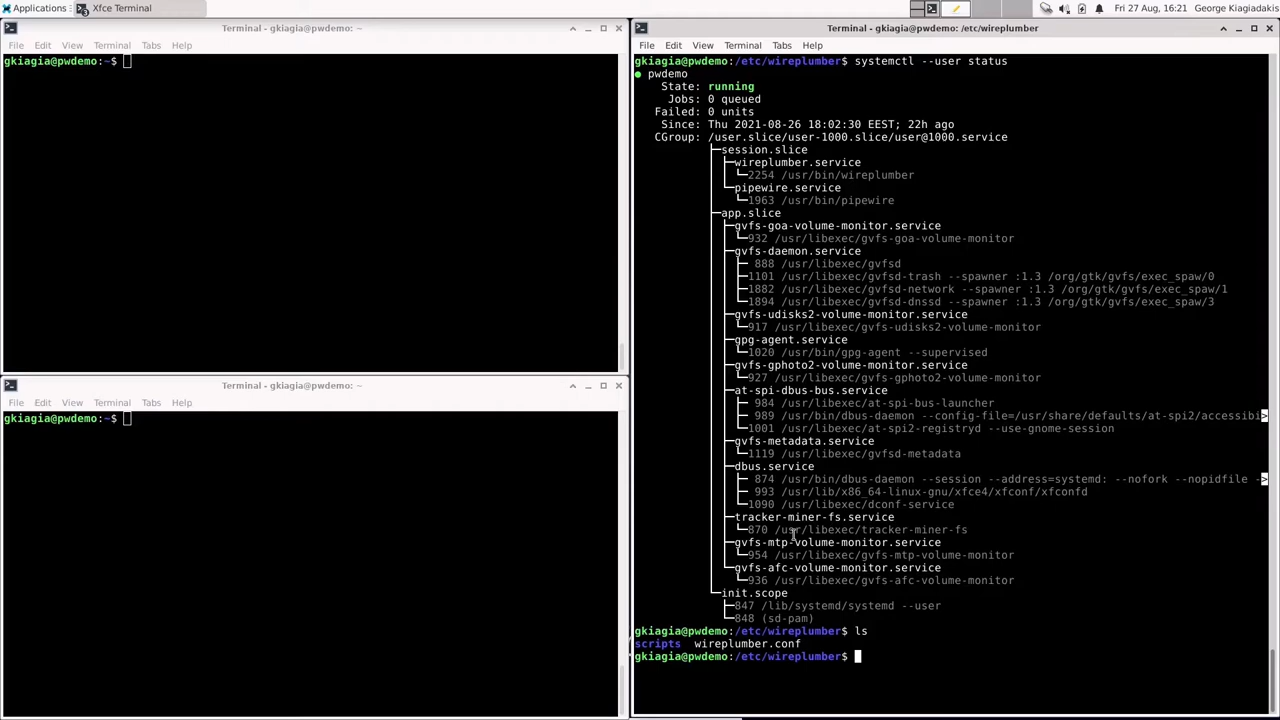 Applications
Xfce Terminal
Fri 27 Aug, 16:21 George Kiagiadakis
Terminal - gkiagia@pwdemo: ~
File Edit View Terminal Tabs Help
gkiagia@pwdemo:~$
Terminal - gkiagia@pwdemo: ~
File Edit View Terminal Tabs Help
gkiagia@pwdemo:~$
Terminal - gkiagia@pwdemo: /etc/wireplumber
File Edit View Terminal Tabs Help
gkiagia@pwdemo:/etc/wireplumber$ systemctl --user status
● pwdemo
State: running
Jobs: 0 queued
Failed: 0 units
Since: Thu 2021-08-26 18:02:30 EEST; 22h ago
CGroup: /user.slice/user-1000.slice/user@1000.service
├─session.slice
├─wireplumber.service
└─2254 /usr/bin/wireplumber
└─pipewire.service
└─1963 /usr/bin/pipewire
├─app.slice
├─gvfs-goa-volume-monitor.service
└─932 /usr/libexec/gvfs-goa-volume-monitor
├─gvfs-daemon.service
├─ 888 /usr/libexec/gvfsd
├─1101 /usr/libexec/gvfsd-trash --spawner :1.3 /org/gtk/gvfs/exec_spaw/0
├─1882 /usr/libexec/gvfsd-network --spawner :1.3 /org/gtk/gvfs/exec_spaw/1
└─1894 /usr/libexec/gvfsd-dnssd --spawner :1.3 /org/gtk/gvfs/exec_spaw/3
├─gvfs-udisks2-volume-monitor.service
└─917 /usr/libexec/gvfs-udisks2-volume-monitor
├─gpg-agent.service
└─1020 /usr/bin/gpg-agent --supervised
├─gvfs-gphoto2-volume-monitor.service
└─927 /usr/libexec/gvfs-gphoto2-volume-monitor
├─at-spi-dbus-bus.service
├─ 984 /usr/libexec/at-spi-bus-launcher
├─ 989 /usr/bin/dbus-daemon --config-file=/usr/share/defaults/at-spi2/accessibi>
└─1001 /usr/libexec/at-spi2-registryd --use-gnome-session
├─gvfs-metadata.service
└─1119 /usr/libexec/gvfsd-metadata
├─dbus.service
├─ 874 /usr/bin/dbus-daemon --session --address=systemd: --nofork --nopidfile ->
├─ 993 /usr/lib/x86_64-linux-gnu/xfce4/xfconf/xfconfd
└─1090 /usr/libexec/dconf-service
├─tracker-miner-fs.service
└─870 /usr/libexec/tracker-miner-fs
├─gvfs-mtp-volume-monitor.service
└─954 /usr/libexec/gvfs-mtp-volume-monitor
└─gvfs-afc-volume-monitor.service
└─936 /usr/libexec/gvfs-afc-volume-monitor
└─init.scope
├─847 /lib/systemd/systemd --user
└─848 (sd-pam)
gkiagia@pwdemo:/etc/wireplumber$ ls
scripts wireplumber.conf
gkiagia@pwdemo:/etc/wireplumber$